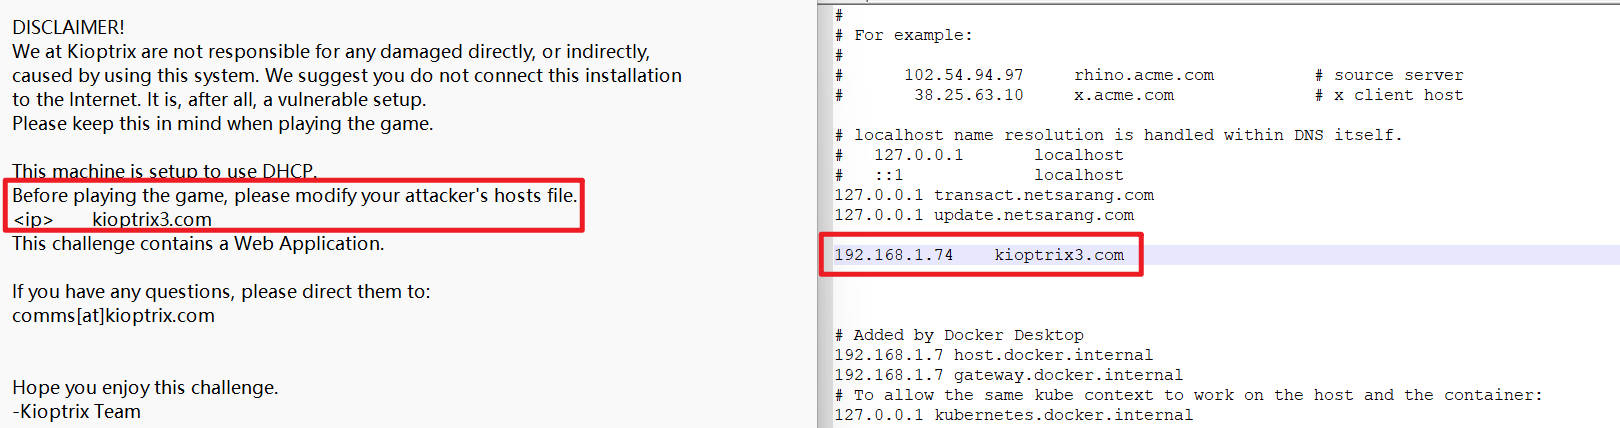 DISCLAIMER!
We at Kioptrix are not responsible for any damaged directly, or indirectly,
caused by using this system. We suggest you do not connect this installation
to the Internet. It is, after all, a vulnerable setup.
Please keep this in mind when playing the game.
This machine is setup to use DHCP.
Before playing the game, please modify your attacker's hosts file.
<ip> kioptrix3.com
This challenge contains a Web Application.
If you have any questions, please direct them to:
comms[at]kioptrix.com
Hope you enjoy this challenge.
-Kioptrix Team
#
# For example:
#
# 102.54.94.97 rhino.acme.com # source server
# 38.25.63.10 x.acme.com # x client host
# localhost name resolution is handled within DNS itself.
# 127.0.0.1 localhost
# ::1 localhost
127.0.0.1 transact.netsarang.com
127.0.0.1 update.netsarang.com
192.168.1.74 kioptrix3.com
# Added by Docker Desktop
192.168.1.7 host.docker.internal
192.168.1.7 gateway.docker.internal
# To allow the same kube context to work on the host and the container:
127.0.0.1 kubernetes.docker.internal